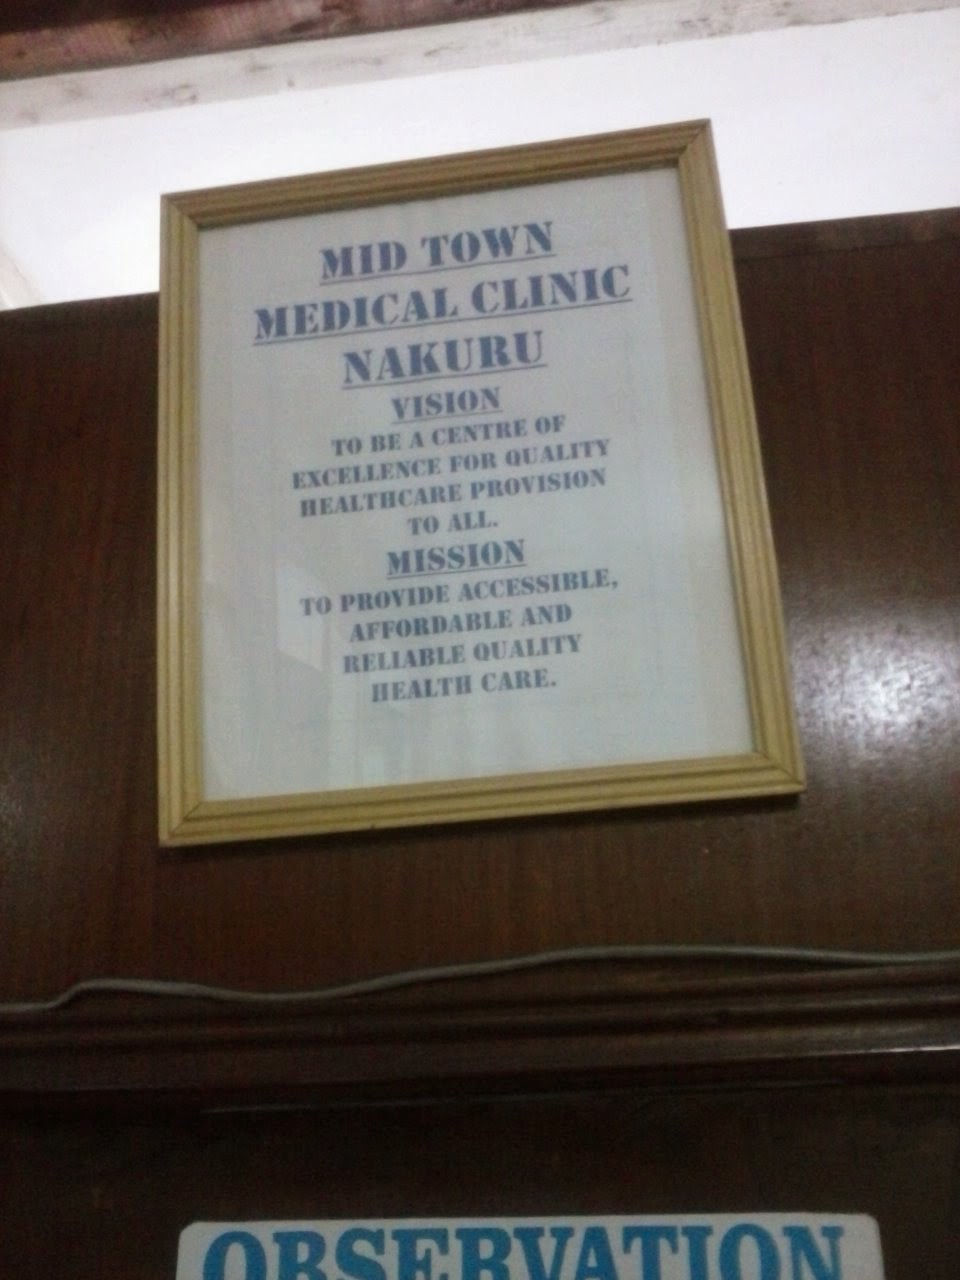 MID TOWN
MEDICAL CLINIC
NAKURU
VISION
TO BE A CENTRE OF
EXCELLENCE FOR QUALITY
HEALTHCARE PROVISION
TO ALL.
MISSION
TO PROVIDE ACCESSIBLE,
AFFORDABLE AND
RELIABLE QUALITY
HEALTH CARE.
OBSERVATION